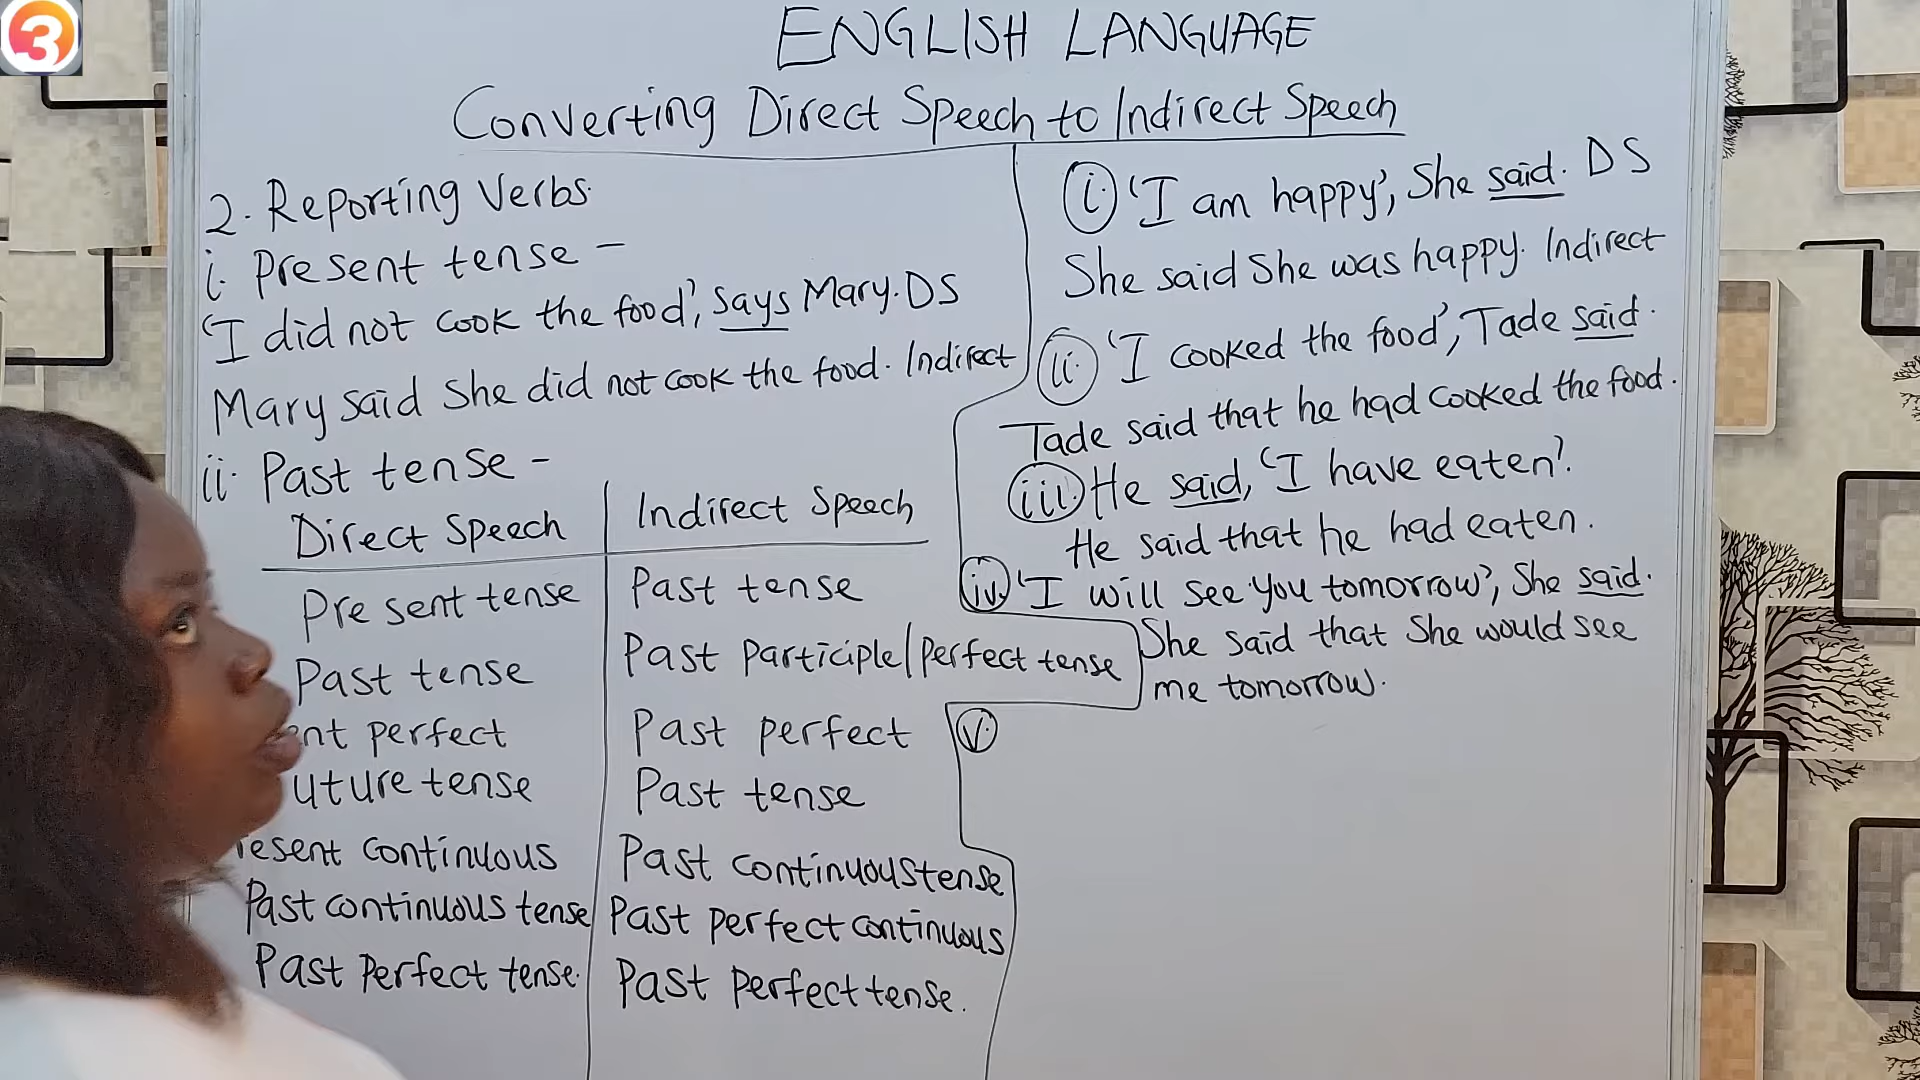 3
ENGLISH LANGUAGE
Converting Direct Speech to Indirect Speech
2. Reporting Verbs.
i. Present tense -
'I did not cook the food', says Mary. DS
Mary said She did not cook the food. Indirect
ii. Past tense -
Direct Speech | Indirect Speech
Present tense | Past tense
Past tense | Past participle/perfect tense
ent perfect | Past perfect
uture tense | Past tense
resent continuous | Past continuous tense
Past continuous tense | Past perfect continuous
Past Perfect tense. | Past perfect tense.
i. 'I am happy', She said. DS
She said She was happy. Indirect
ii. 'I cooked the food', Tade said.
Tade said that he had cooked the food.
iii. He said, 'I have eaten'.
He said that he had eaten.
iv. 'I will see you tomorrow', She said.
She said that She would see
me tomorrow.
v.